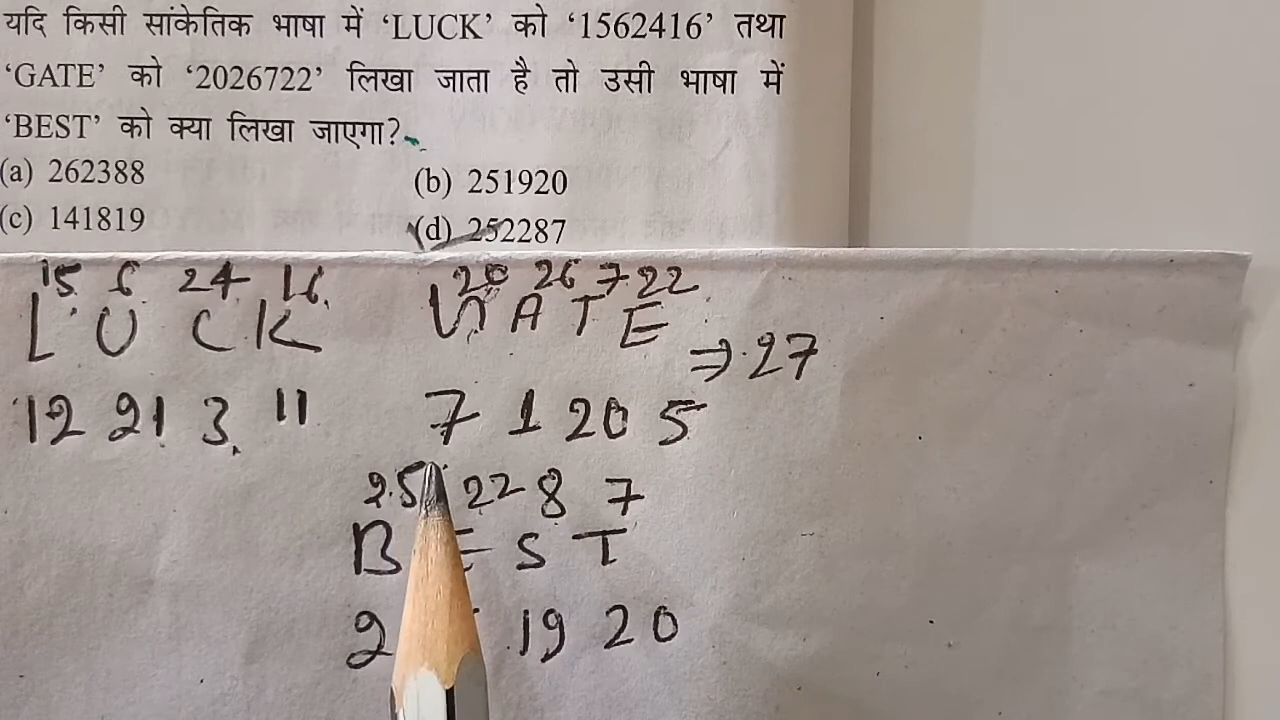 यदि किसी सांकेतिक भाषा में ‘LUCK’ को ‘1562416’ तथा
‘GATE’ को ‘2026722’ लिखा जाता है तो उसी भाषा में
‘BEST’ को क्या लिखा जाएगा?
(a) 262388 (b) 251920
(c) 141819 (d) 252287
15 6 24 16 20 26 7 22
L U C K G A T E
⇒ 27
12 21 3 11 7 1 20 5
25 22 8 7
B E S T
2 19 20